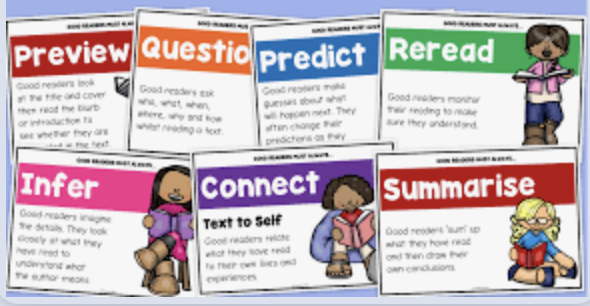 GOOD READERS MUST ALWAYS...
Preview
Good readers look
at the title and cover
then read the blurb
or introduction to
see whether they are
in the text
GOOD READERS MUST ALWAYS...
Questio
Good readers ask
who, what, when,
where, why and how
whilst reading a text.
GOOD READERS MUST ALWAYS...
Predict
Good readers make
guesses about what
will happen next. They
often change their
predictions as they
GOOD READERS MUST ALWAYS...
Reread
Good readers monitor
their reading to make
sure they understand.
GOOD READERS MUST ALWAYS...
Infer
Good readers imagine
the details. They look
closely at what they
have read to
understand what
the author means.
GOOD READERS MUST ALWAYS...
Connect
Text to Self
Good readers relate
what they have read
to their own lives and
experiences.
GOOD READERS MUST ALWAYS...
Summarise
Good readers 'sum' up
what they have read
and then draw their
own conclusions.